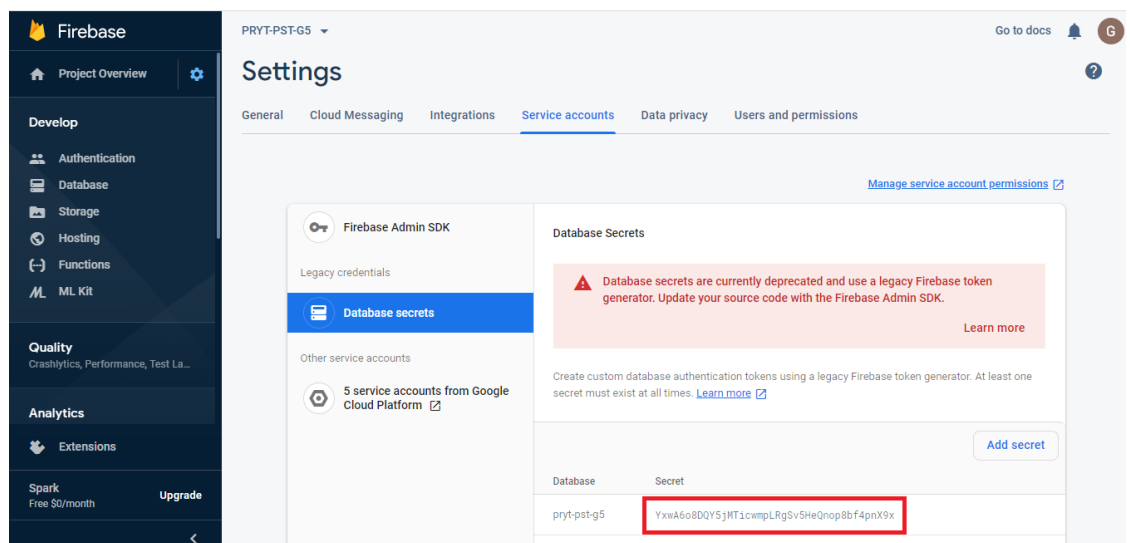 Firebase
PRYT-PST-G5
Go to docs
G
Project Overview
Settings
General
Cloud Messaging
Integrations
Service accounts
Data privacy
Users and permissions
Develop
Authentication
Database
Storage
Hosting
Functions
ML Kit
Manage service account permissions
Firebase Admin SDK
Legacy credentials
Database secrets
Other service accounts
5 service accounts from Google
Cloud Platform
Database Secrets
Database secrets are currently deprecated and use a legacy Firebase token
generator. Update your source code with the Firebase Admin SDK.
Learn more
Create custom database authentication tokens using a legacy Firebase token generator. At least one
secret must exist at all times. Learn more
Add secret
Database
Secret
pryt-pst-g5
YxwA6o8DQY5jMTicwmpLRgSv5HeQnop8bf4pnX9x
Quality
Crashlytics, Performance, Test La...
Analytics
Extensions
Spark
Free $0/month
Upgrade